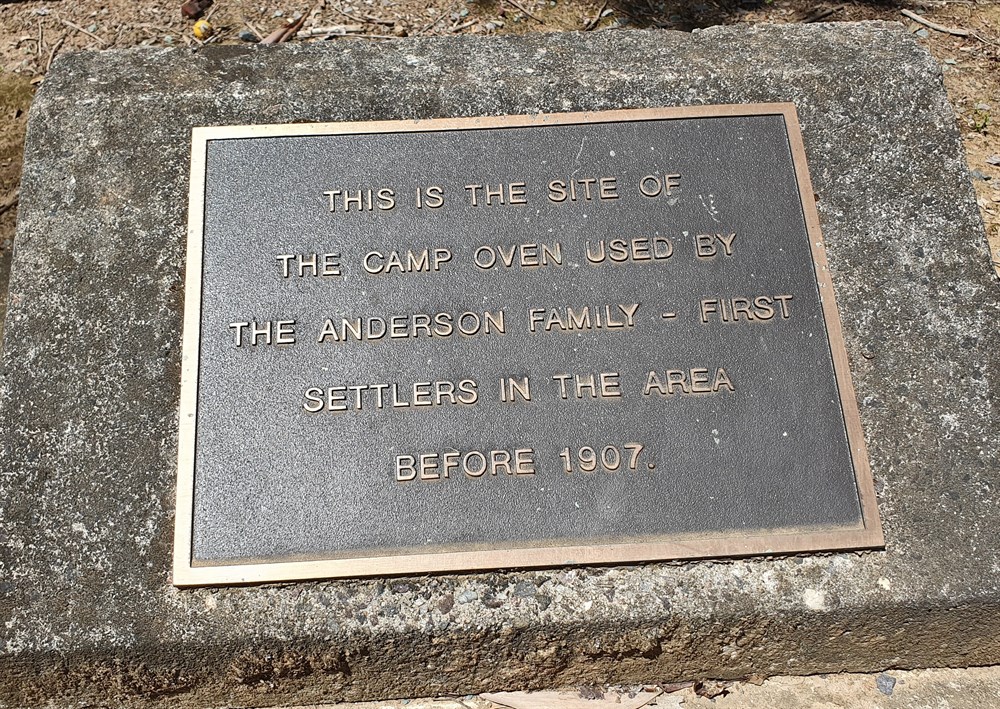 THIS IS THE SITE OF
THE CAMP OVEN USED BY
THE ANDERSON FAMILY - FIRST
SETTLERS IN THE AREA
BEFORE 1907.